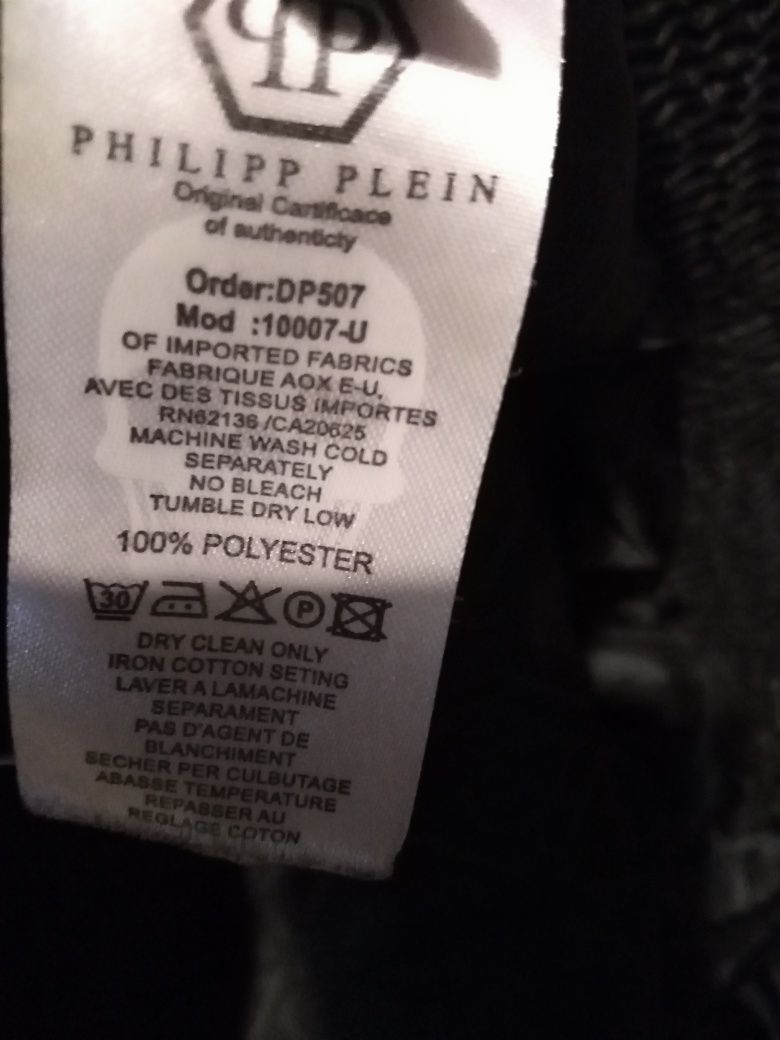 PP
PHILIPP PLEIN
Original Cartificace
of authenticty
Order:DP507
Mod :10007-U
OF IMPORTED FABRICS
FABRIQUE AOX E-U,
AVEC DES TISSUS IMPORTES
RN62136 /CA20625
MACHINE WASH COLD
SEPARATELY
NO BLEACH
TUMBLE DRY LOW
100% POLYESTER
30 P
DRY CLEAN ONLY
IRON COTTON SETING
LAVER A LAMACHINE
SEPARAMENT
PAS D'AGENT DE
BLANCHIMENT
SECHER PER CULBUTAGE
ABASSE TEMPERATURE
REPASSER AU
REGLAGE COTON